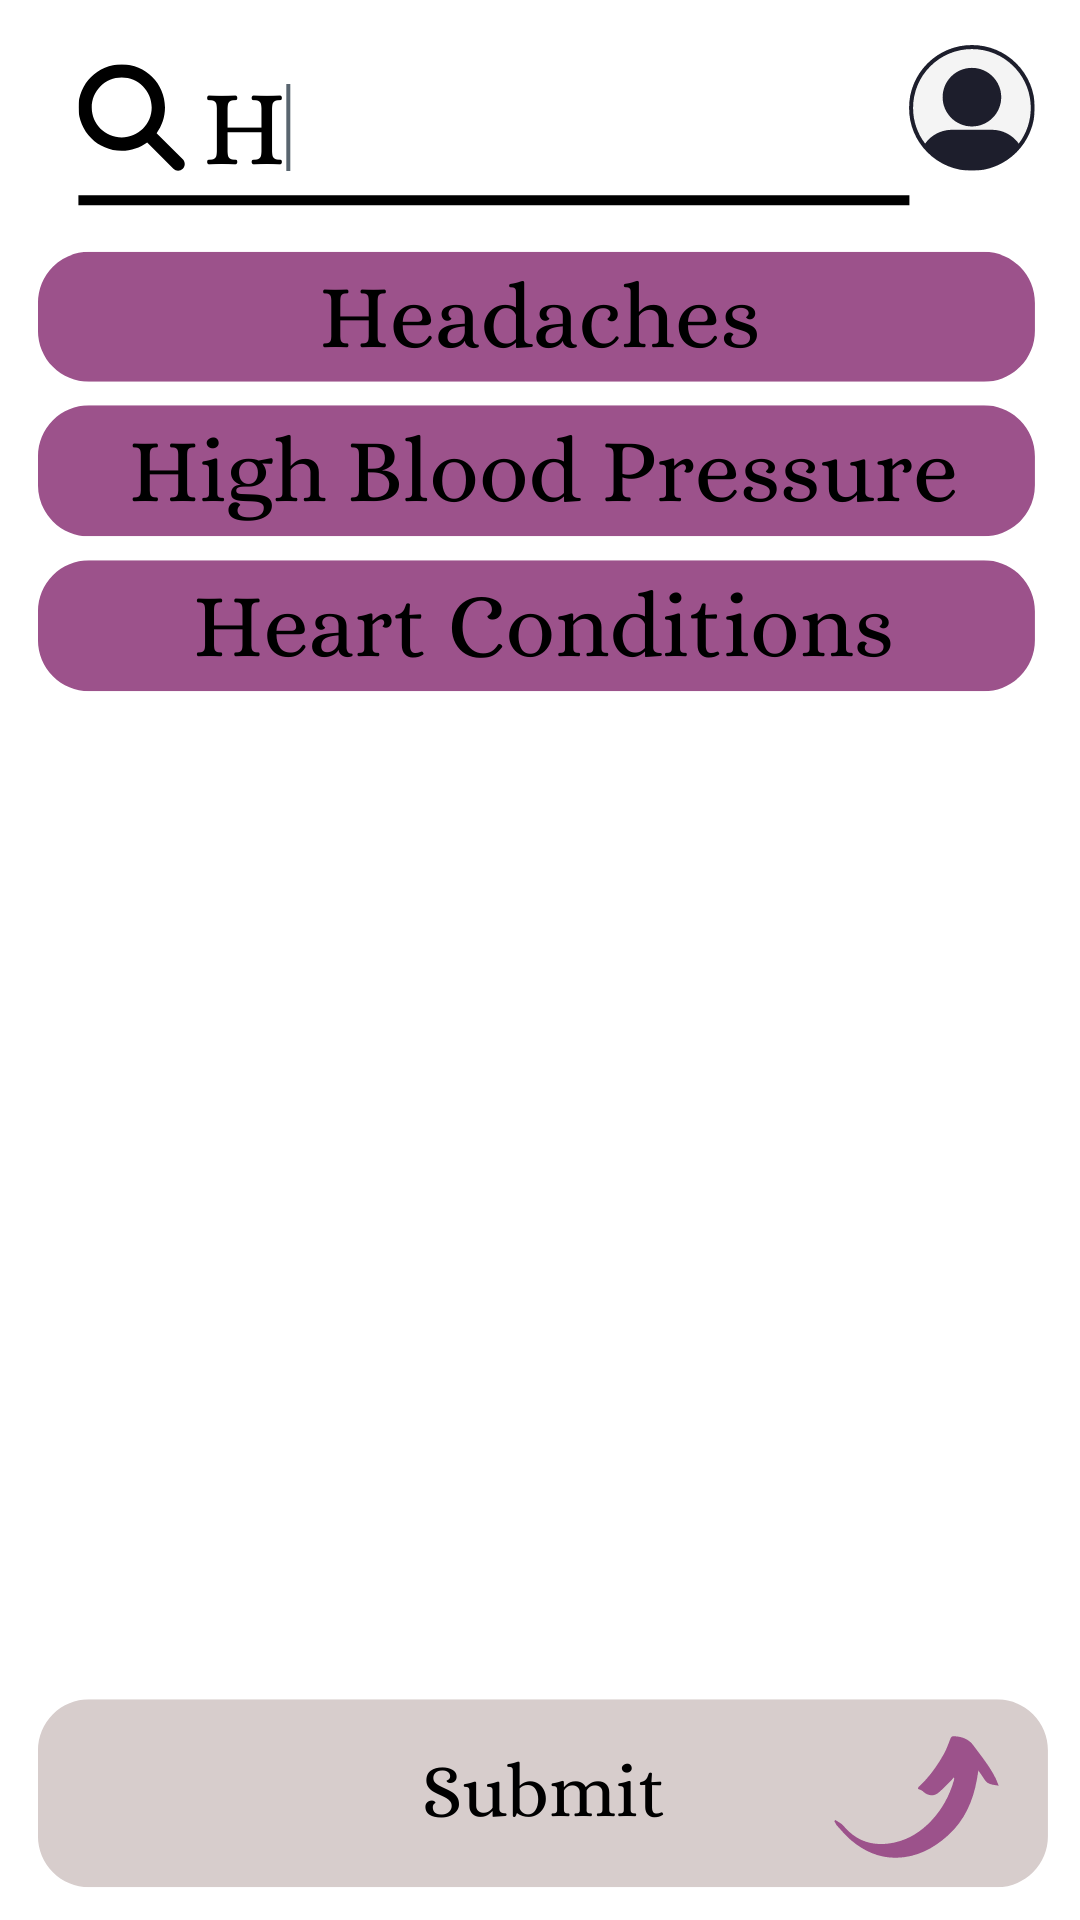 H
Headaches
High Blood Pressure
Heart Conditions
Submit